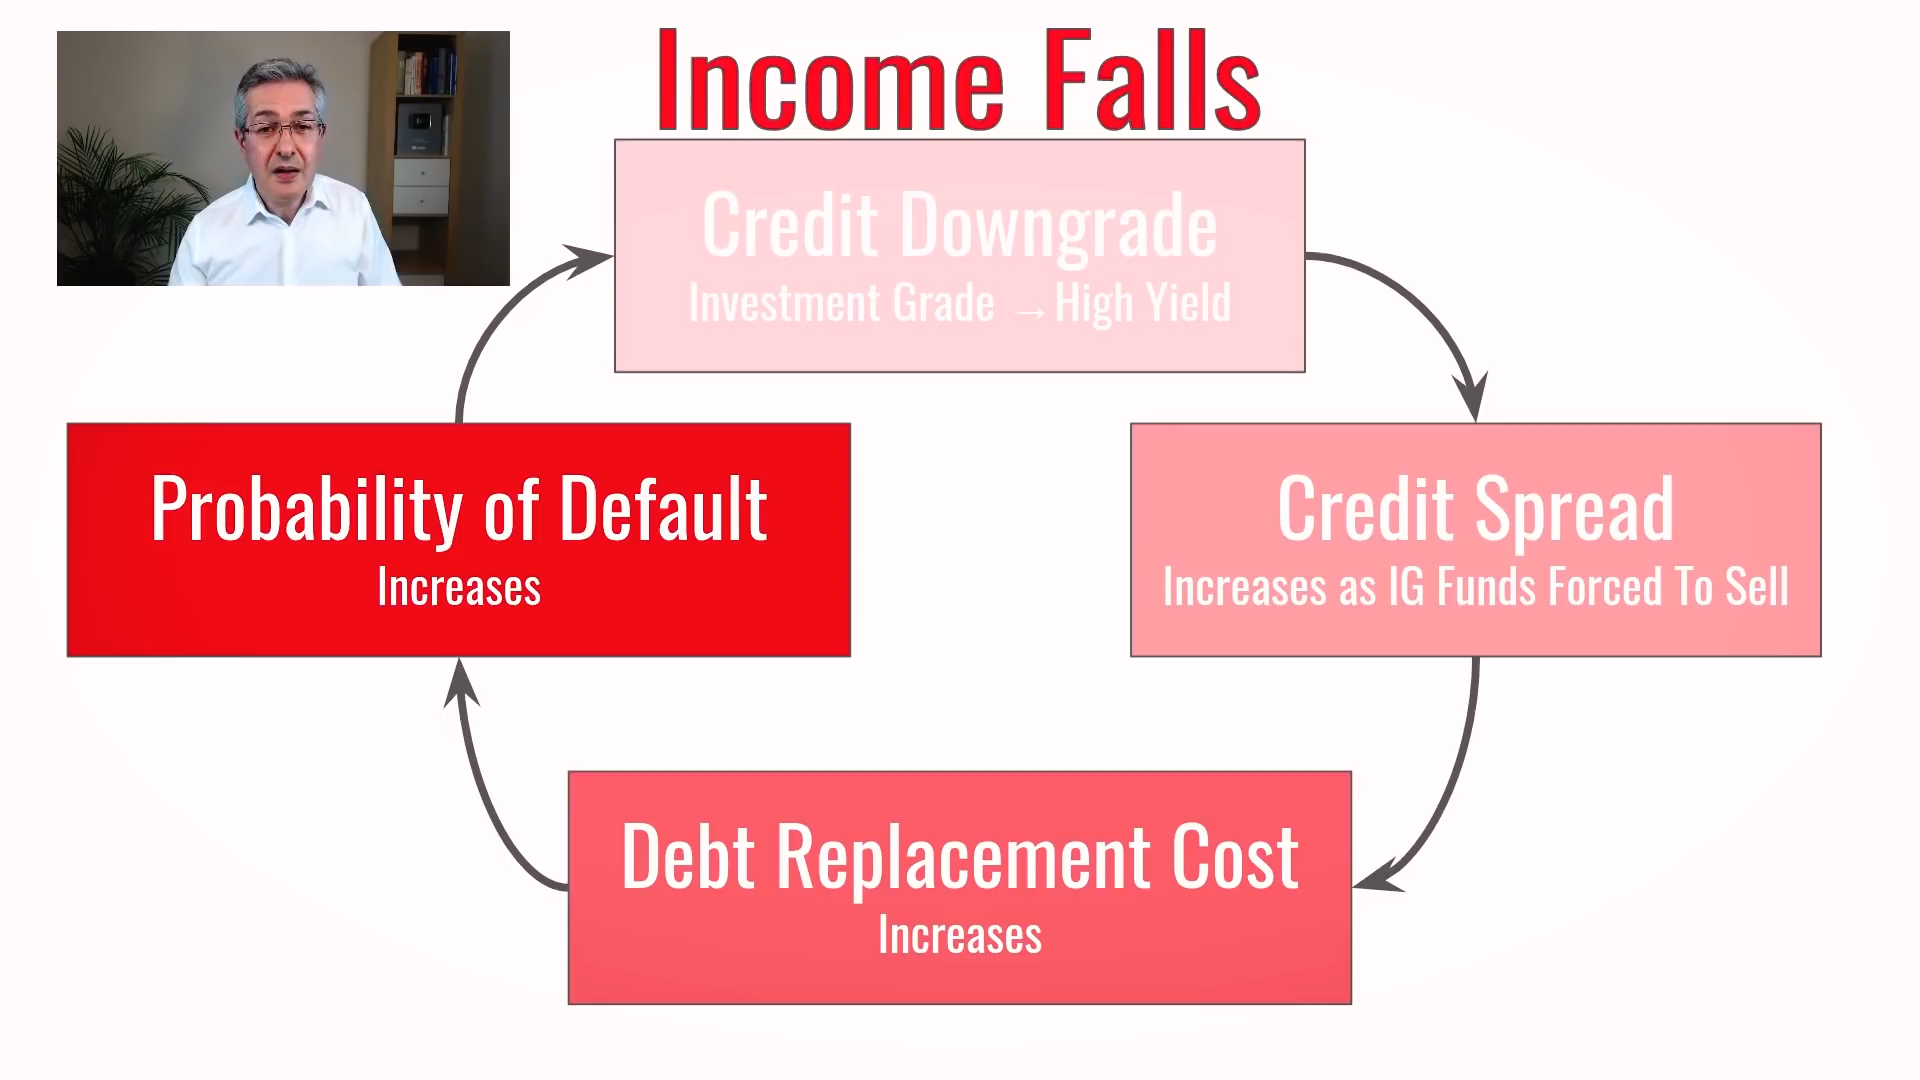 Income Falls
Credit Downgrade
Investment Grade → High Yield
Probability of Default
Increases
Credit Spread
Increases as IG Funds Forced To Sell
Debt Replacement Cost
Increases